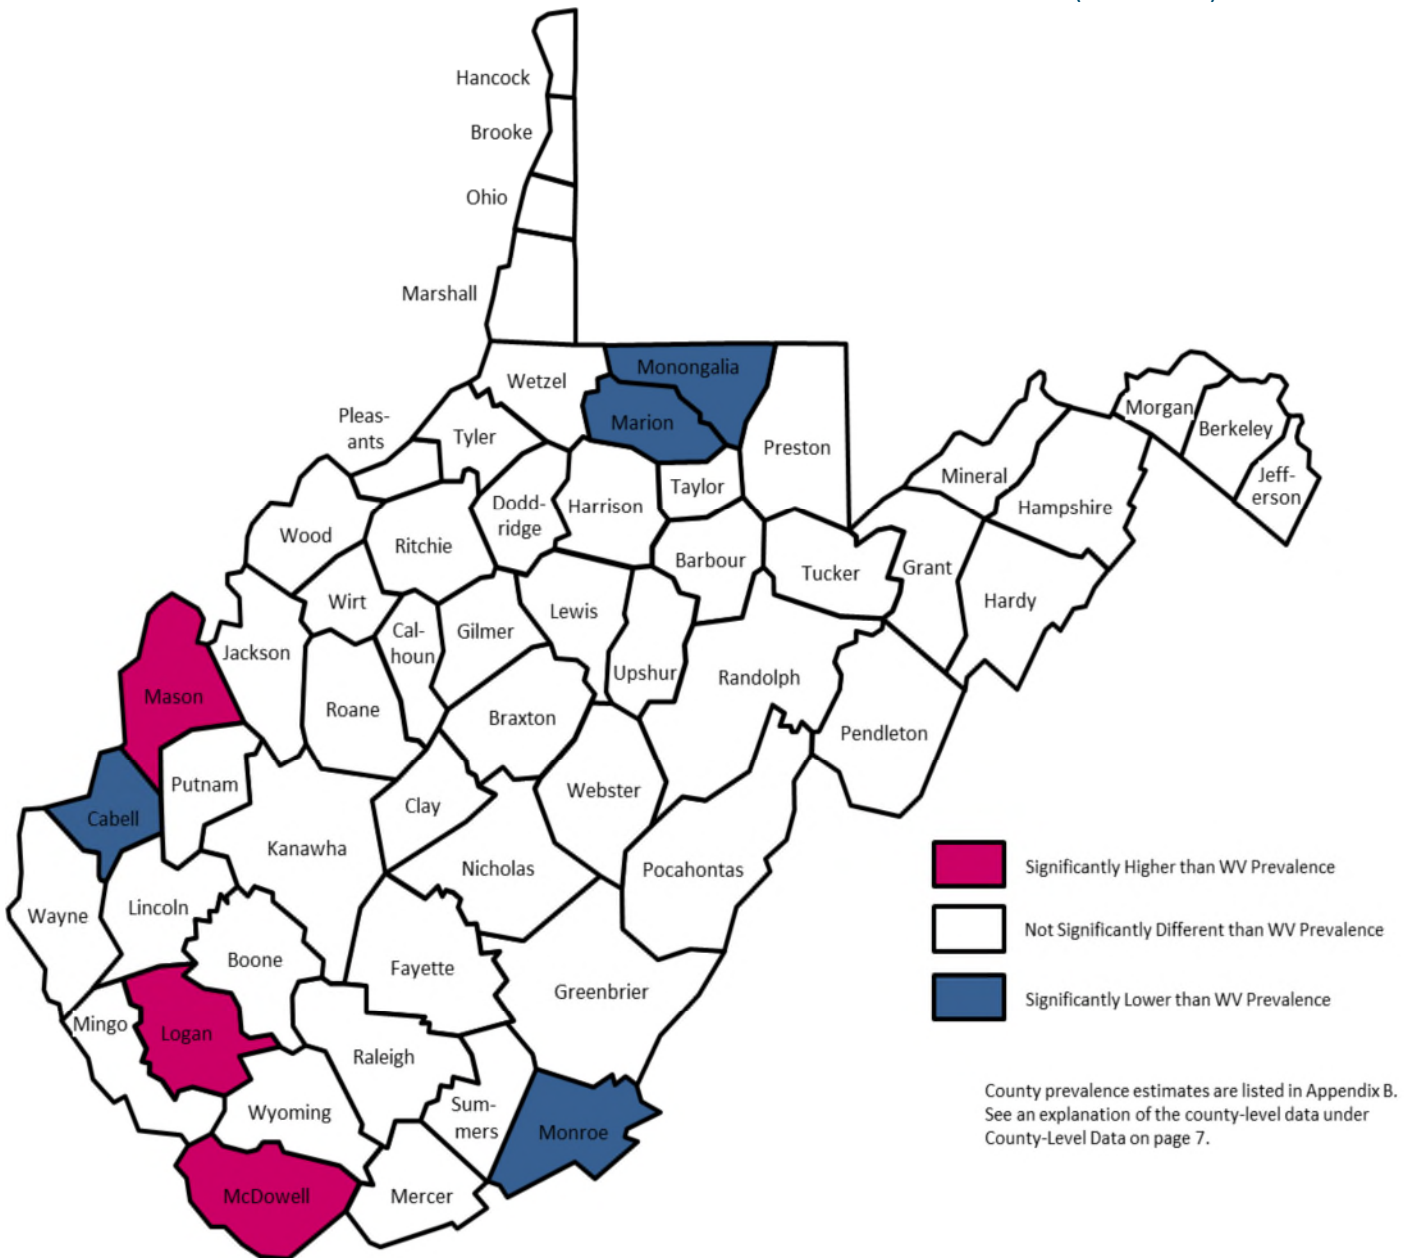 Hancock
Brooke
Ohio
Marshall
Wetzel
Monongalia
Marion
Pleas-
ants
Tyler
Preston
Morgan
Berkeley
Jeff-
erson
Mineral
Hampshire
Taylor
Harrison
Dodd-
ridge
Wood
Ritchie
Barbour
Tucker
Grant
Hardy
Wirt
Lewis
Cal-
houn
Gilmer
Jackson
Upshur
Randolph
Mason
Roane
Braxton
Pendleton
Putnam
Webster
Clay
Cabell
Kanawha
Nicholas
Pocahontas
Wayne
Lincoln
Boone
Fayette
Greenbrier
Mingo
Logan
Raleigh
Wyoming
Sum-
mers
Monroe
McDowell
Mercer
Significantly Higher than WV Prevalence
Not Significantly Different than WV Prevalence
Significantly Lower than WV Prevalence
County prevalence estimates are listed in Appendix B.
See an explanation of the county-level data under
County-Level Data on page 7.